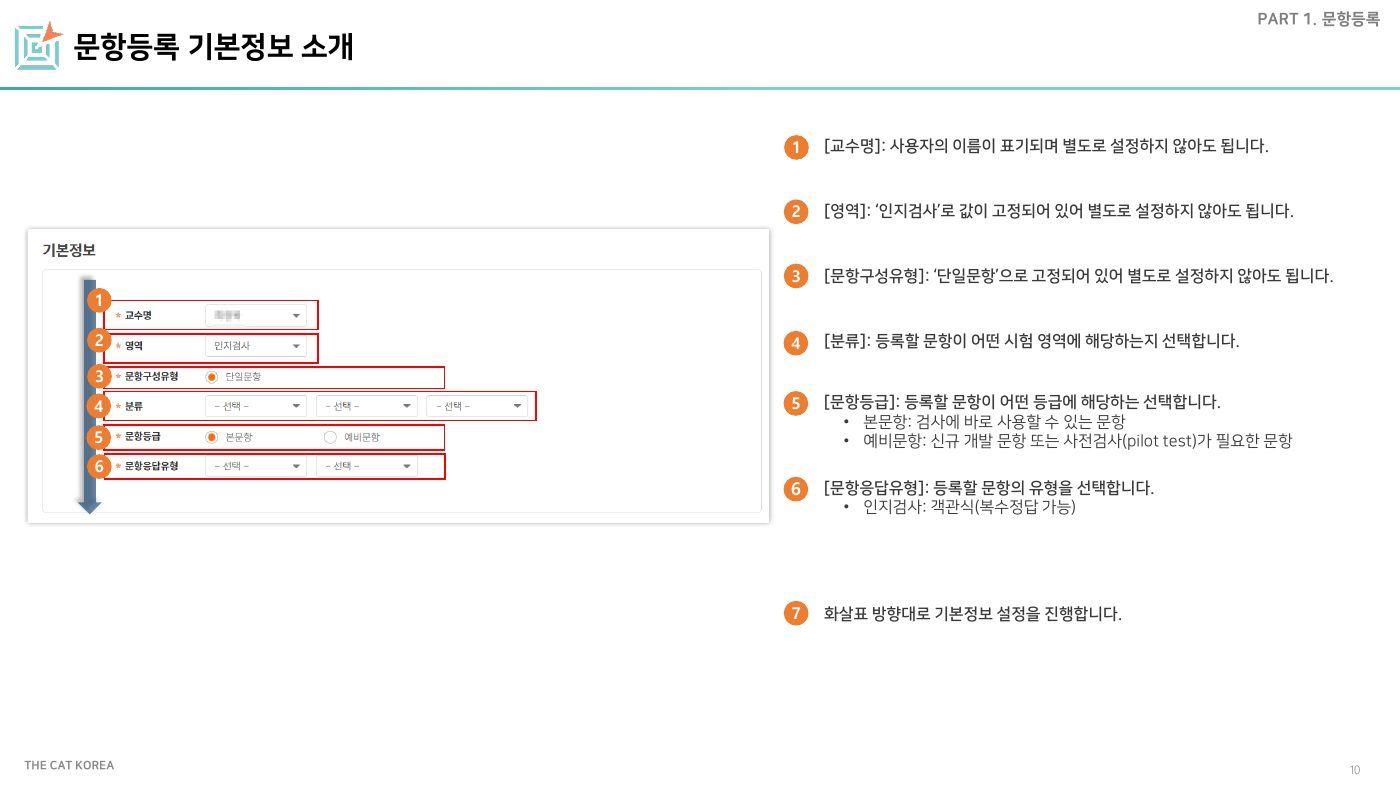 PART 1. 문항등록
문항등록 기본정보 소개
기본정보
1
* 교수명
2
* 영역 인지검사
3
* 문항구성유형 단일문항
4
* 분류 – 선택 – – 선택 – – 선택 –
5
* 문항등급 본문항 예비문항
6
* 문항응답유형 – 선택 – – 선택 –
1 [교수명]: 사용자의 이름이 표기되며 별도로 설정하지 않아도 됩니다.
2 [영역]: ‘인지검사’로 값이 고정되어 있어 별도로 설정하지 않아도 됩니다.
3 [문항구성유형]: ‘단일문항’으로 고정되어 있어 별도로 설정하지 않아도 됩니다.
4 [분류]: 등록할 문항이 어떤 시험 영역에 해당하는지 선택합니다.
5 [문항등급]: 등록할 문항이 어떤 등급에 해당하는 선택합니다.
• 본문항: 검사에 바로 사용할 수 있는 문항
• 예비문항: 신규 개발 문항 또는 사전검사(pilot test)가 필요한 문항
6 [문항응답유형]: 등록할 문항의 유형을 선택합니다.
• 인지검사: 객관식(복수정답 가능)
7 화살표 방향대로 기본정보 설정을 진행합니다.
THE CAT KOREA
10